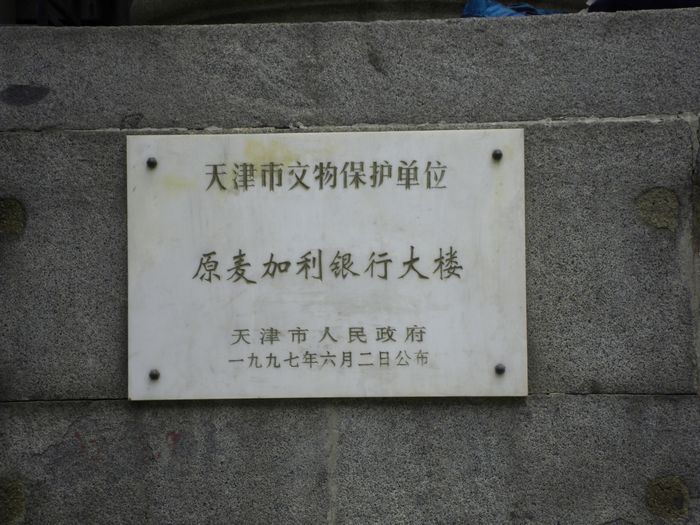 天津市文物保护单位
原麦加利银行大楼
天津市人民政府
一九九七年六月二日公布